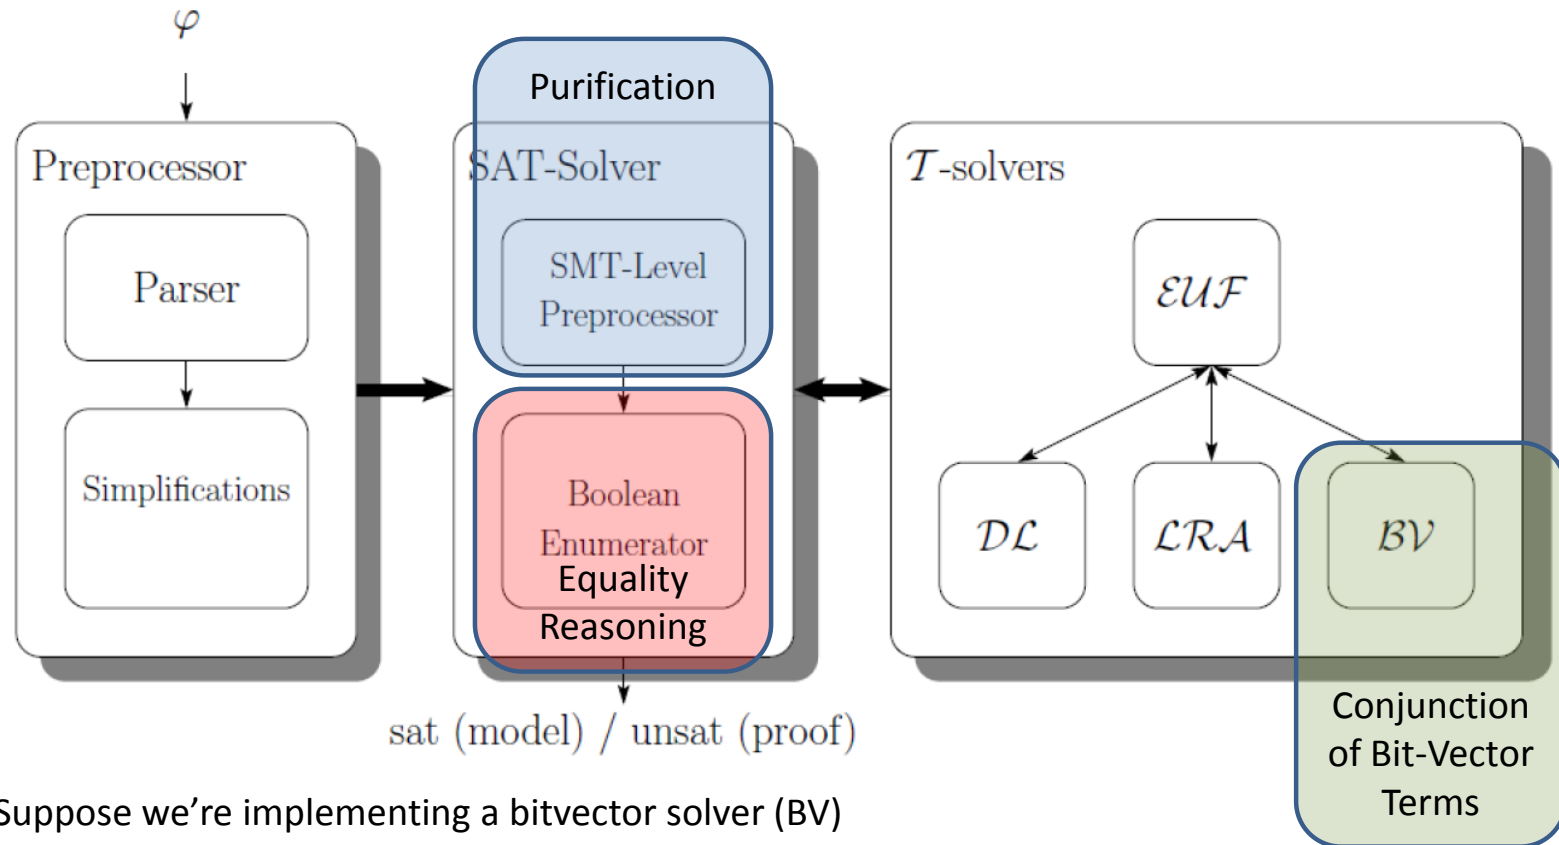 φ
Preprocessor
Parser
Simplifications
Purification
SAT-Solver
SMT-Level
Preprocessor
Boolean
Enumerator
Equality
Reasoning
sat (model) / unsat (proof)
𝒯-solvers
ℰ𝒰ℱ
𝒟ℒ
ℒℛ𝒜
ℬ𝒱
Conjunction
of Bit-Vector
Terms
Suppose we’re implementing a bitvector solver (BV)